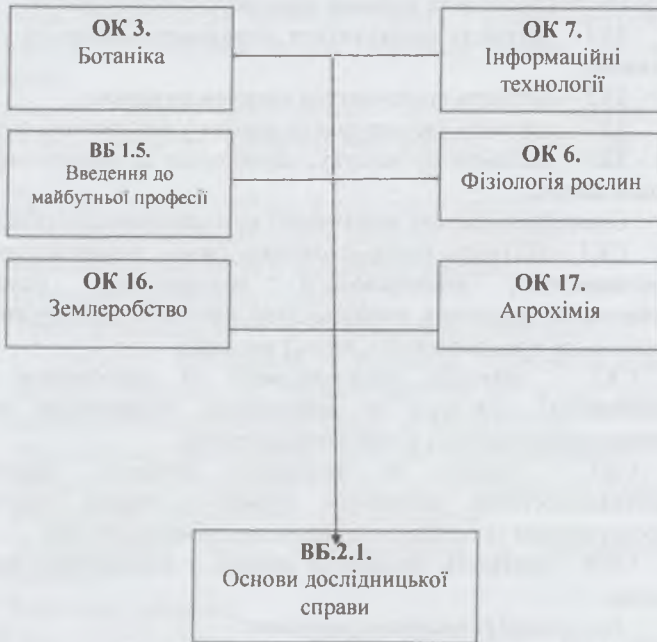 ОК 3.
Ботаніка
ОК 7.
Інформаційні
технології
ВБ 1.5.
Введення до
майбутньої професії
ОК 6.
Фізіологія рослин
ОК 16.
Землеробство
ОК 17.
Агрохімія
ВБ.2.1.
Основи дослідницької
справи